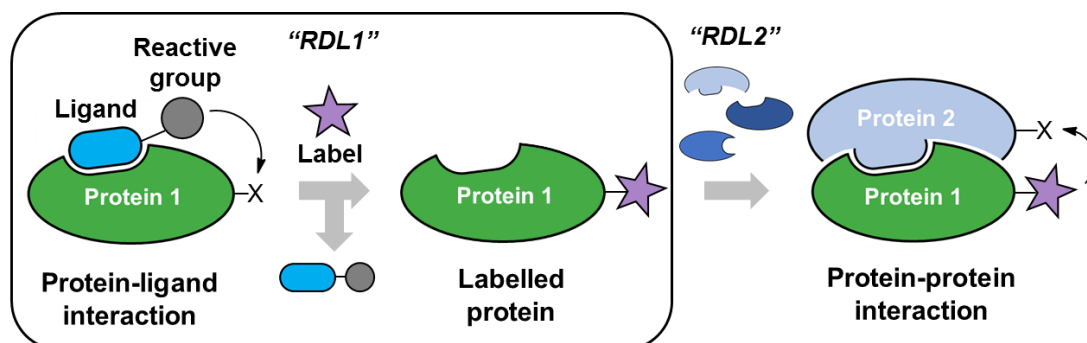 “RDL1”
“RDL2”
Reactive
group
Ligand
Label
Protein 1
X
Protein 1
Protein 2
X
Protein 1
Protein-ligand
interaction
Labelled
protein
Protein-protein
interaction